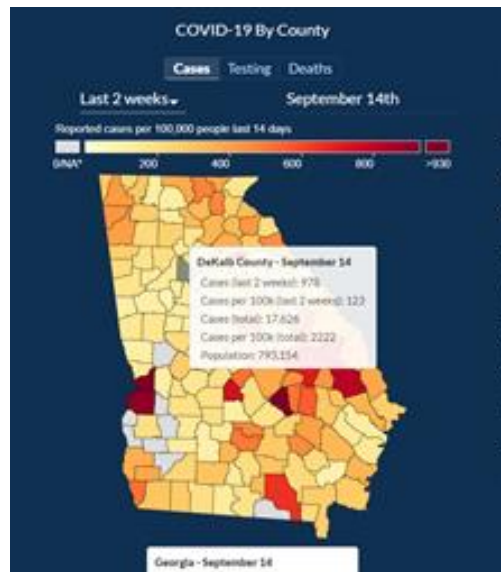 COVID-19 By County
Cases Testing Deaths
Last 2 weeks September 14th
Reported cases per 100,000 people last 14 days
0/NA* 200 400 600 800 >930
DeKalb County - September 14
Cases (last 2 weeks): 978
Cases per 100k (last 2 weeks): 123
Cases (total): 17,626
Cases per 100k (total): 2222
Population: 793,154
Georgia - September 14